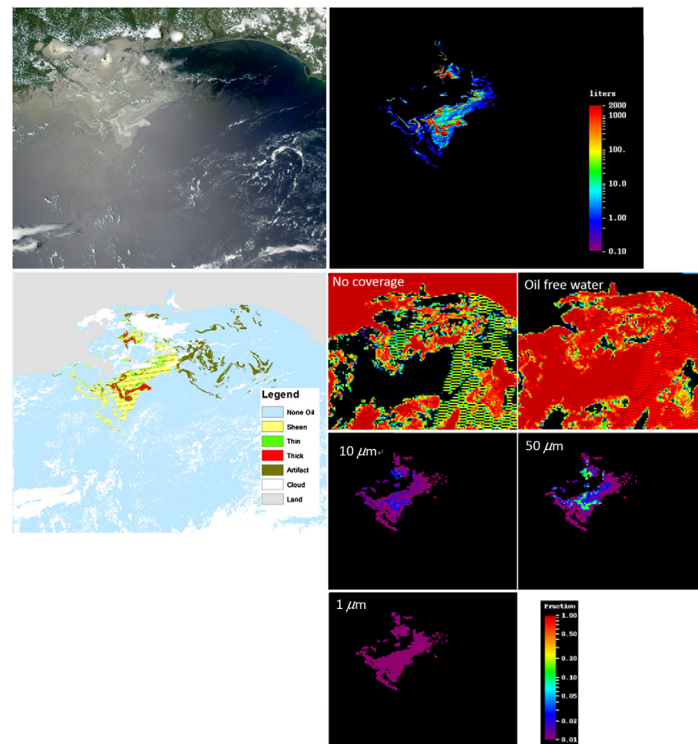 liters
2000
1000
100.
10.0
1.00
0.10
No coverage
Oil free water
Legend
None Oil
Sheen
Thin
Thick
Artifact
Cloud
Land
10 µm↵
50 µm
1 µm
Fraction
1.00
0.50
0.20
0.10
0.05
0.02
0.01